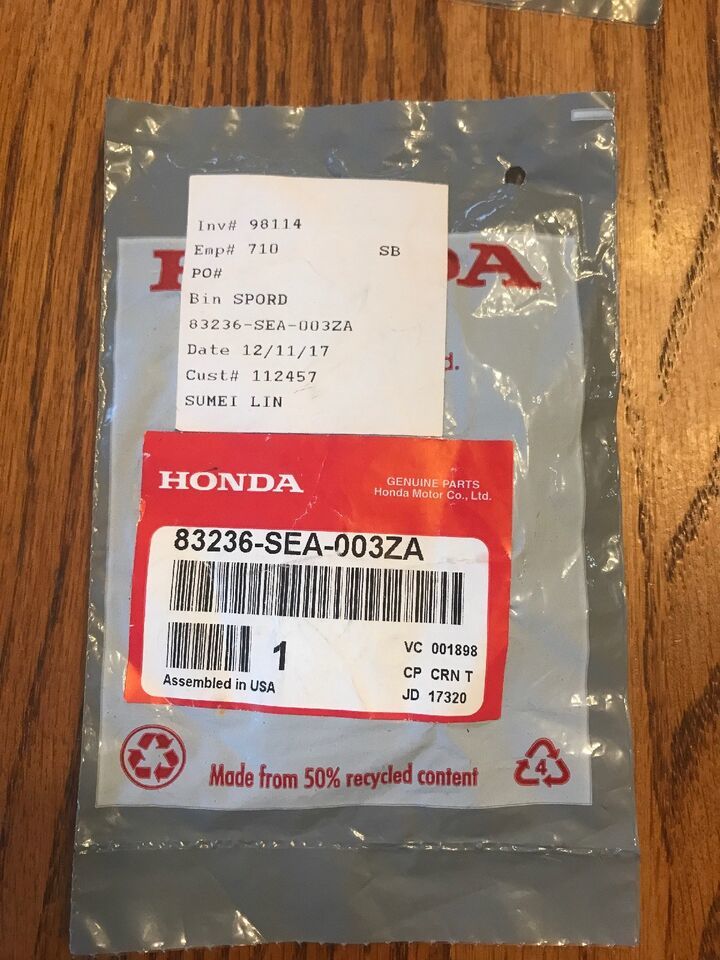 Inv# 98114
Emp# 710 SB
PO#
Bin SPORD
83236-SEA-003ZA
Date 12/11/17
Cust# 112457
SUMEI LIN
H DA
d.
HONDA
GENUINE PARTS
Honda Motor Co., Ltd.
83236-SEA-003ZA
1
VC 001898
CP CRN T
JD 17320
Assembled in USA
Made from 50% recycled content
4